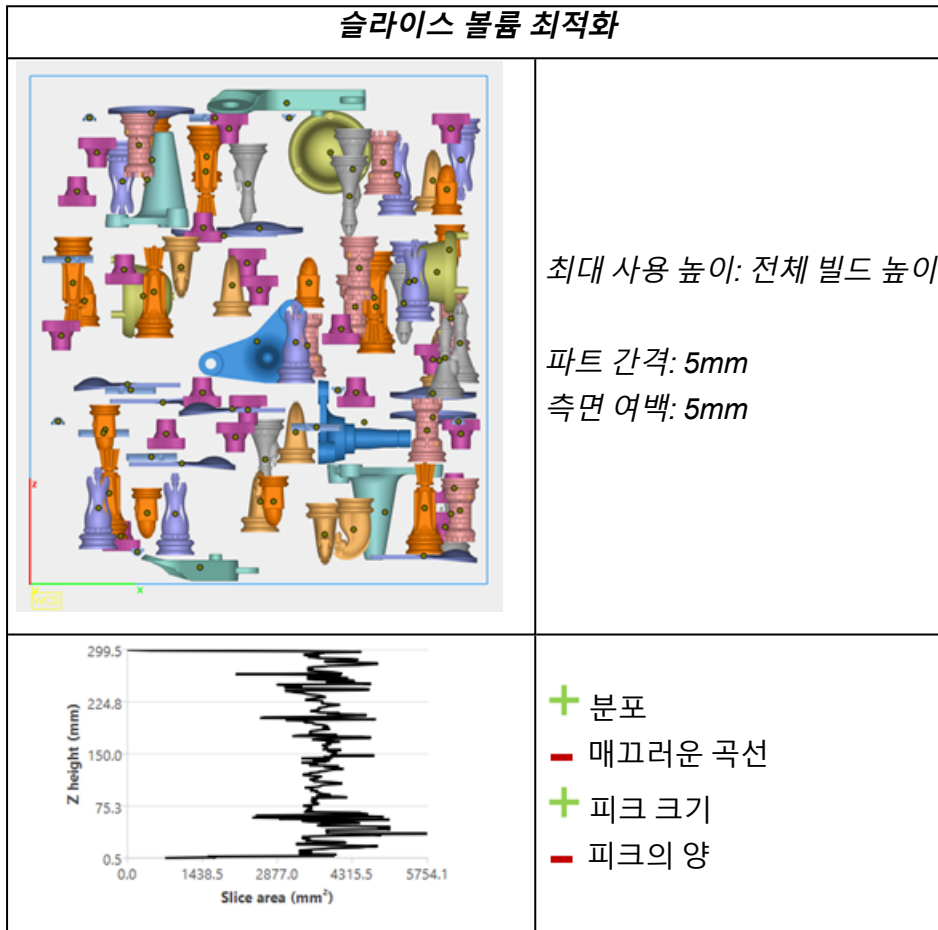 슬라이스 볼륨 최적화
z
x
WCS
최대 사용 높이: 전체 빌드 높이
파트 간격: 5mm
측면 여백: 5mm
299.5
224.8
150.0
75.3
0.5
Z height (mm)
0.0 1438.5 2877.0 4315.5 5754.1
Slice area (mm²)
+ 분포
- 매끄러운 곡선
+ 피크 크기
- 피크의 양